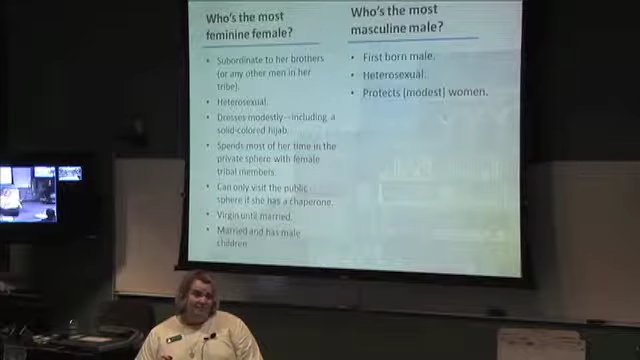 Who's the most
feminine female?
• Subordinate to her brothers
(or any other men in her
tribe).
• Heterosexual.
• Dresses modestly—including a
solid-colored hijab.
• Spends most of her time in the
private sphere with female
tribal members.
• Can only visit the public
sphere if she has a chaperone.
• Virgin until married.
• Married and has male
children
Who's the most
masculine male?
• First born male.
• Heterosexual.
• Protects (modest) women.